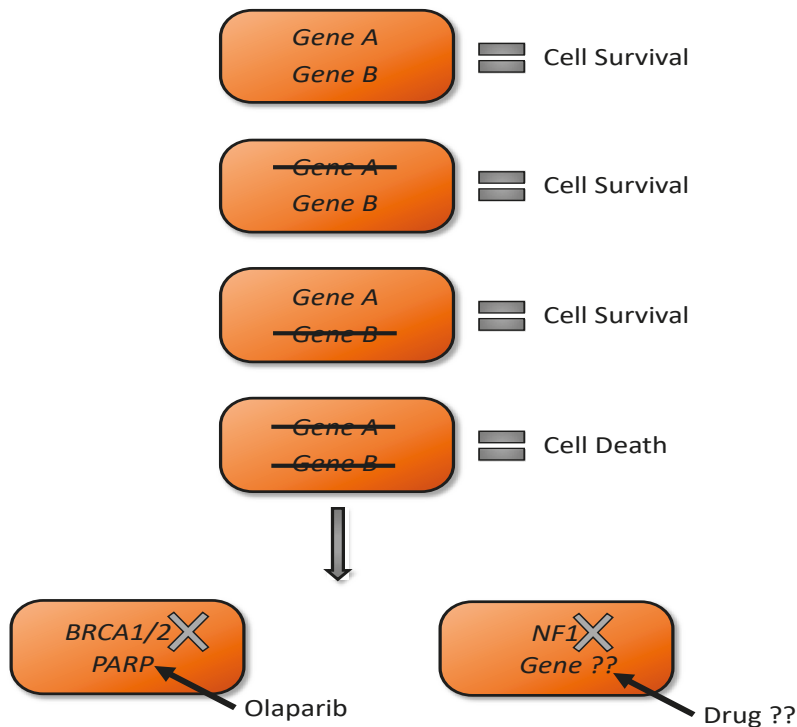 Gene A
Gene B
Cell Survival
Gene A
Gene B
Cell Survival
Gene A
Gene B
Cell Survival
Gene A
Gene B
Cell Death
BRCA1/2
PARP
Olaparib
NF1
Gene ??
Drug ??